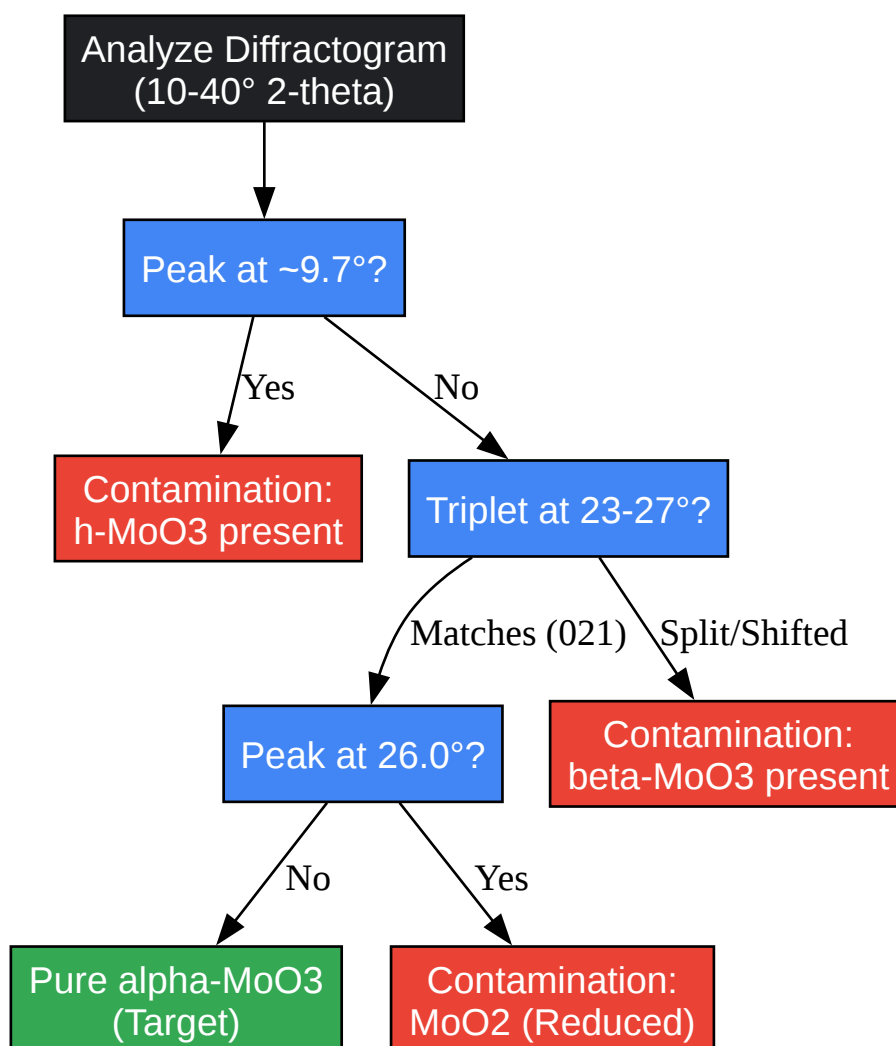 Analyze Diffractogram
(10-40° 2-theta)
Peak at ~9.7°?
Yes
No
Contamination:
h-MoO3 present
Triplet at 23-27°?
Matches (021)
Split/Shifted
Peak at 26.0°?
Contamination:
beta-MoO3 present
No
Yes
Pure alpha-MoO3
(Target)
Contamination:
MoO2 (Reduced)